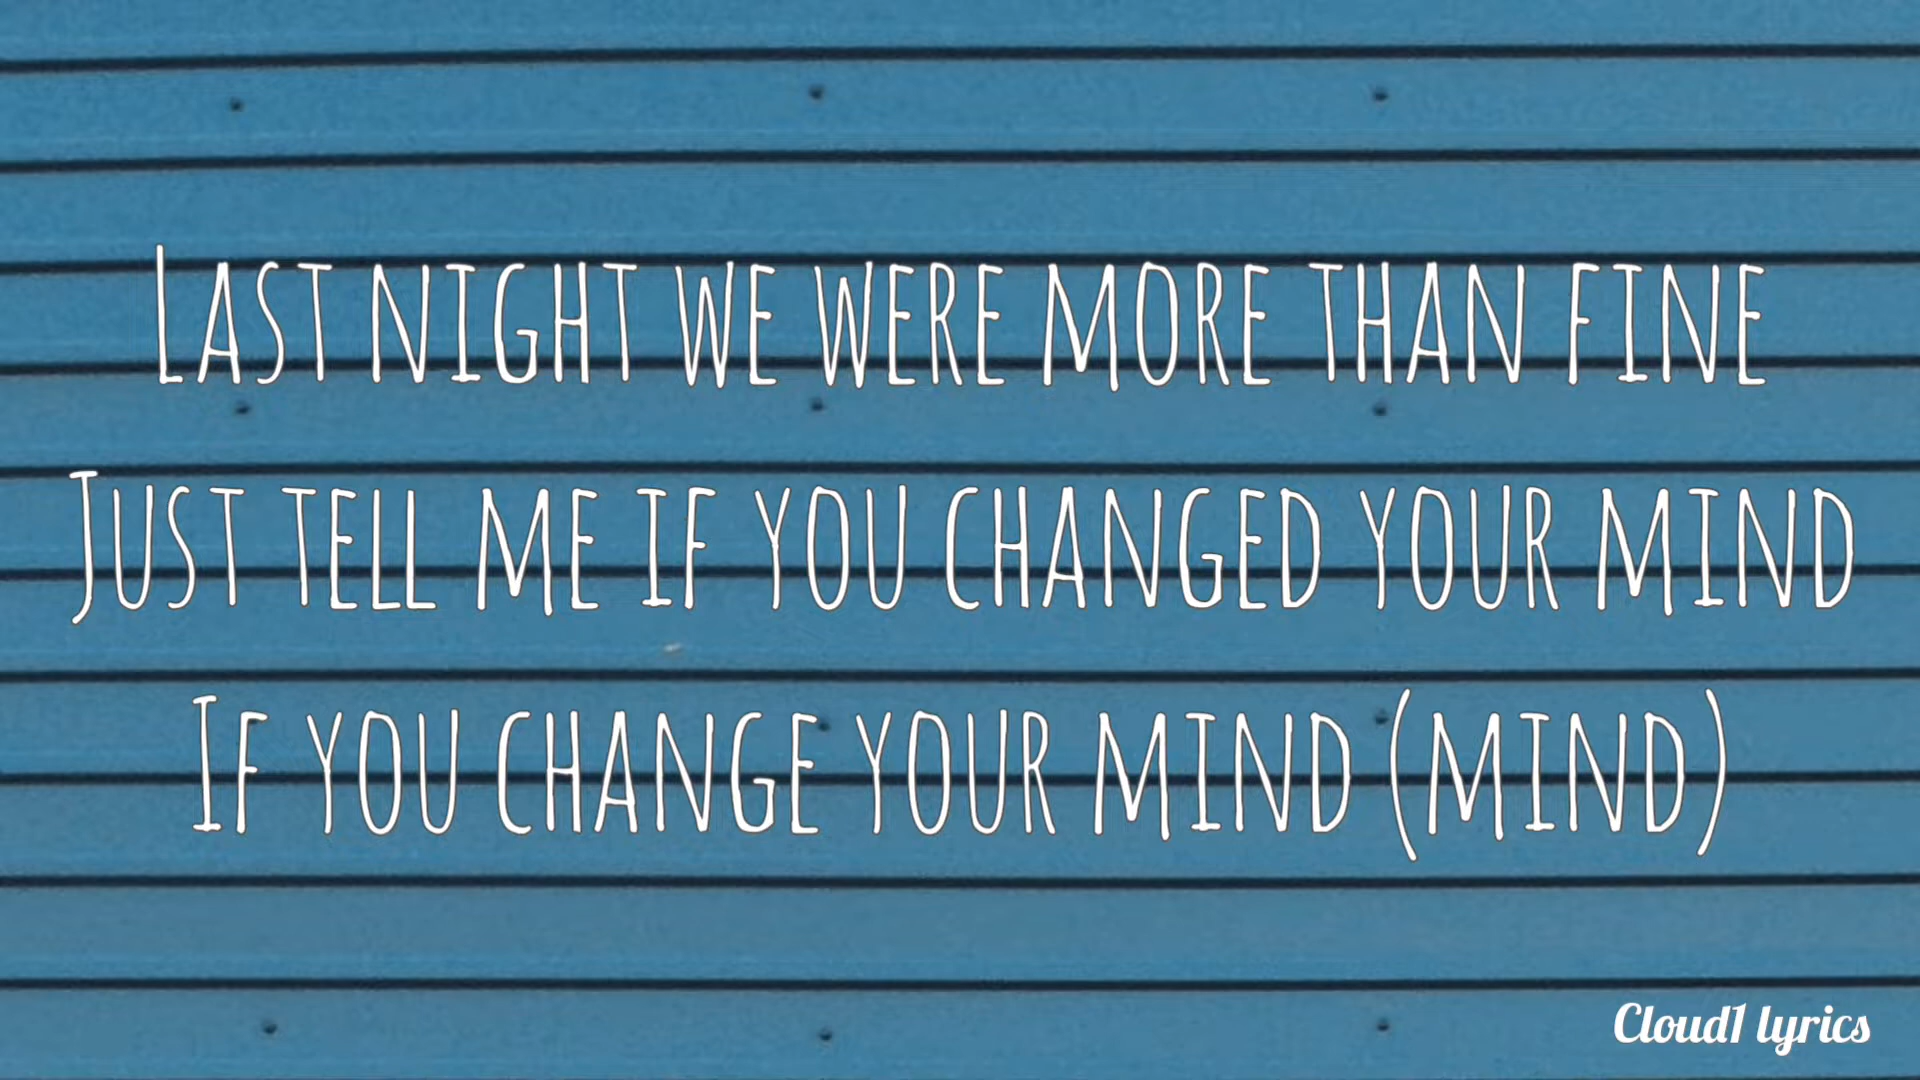 Last night we were more than fine
Just tell me if you changed your mind
If you change your mind (mind)
Cloud1 lyrics